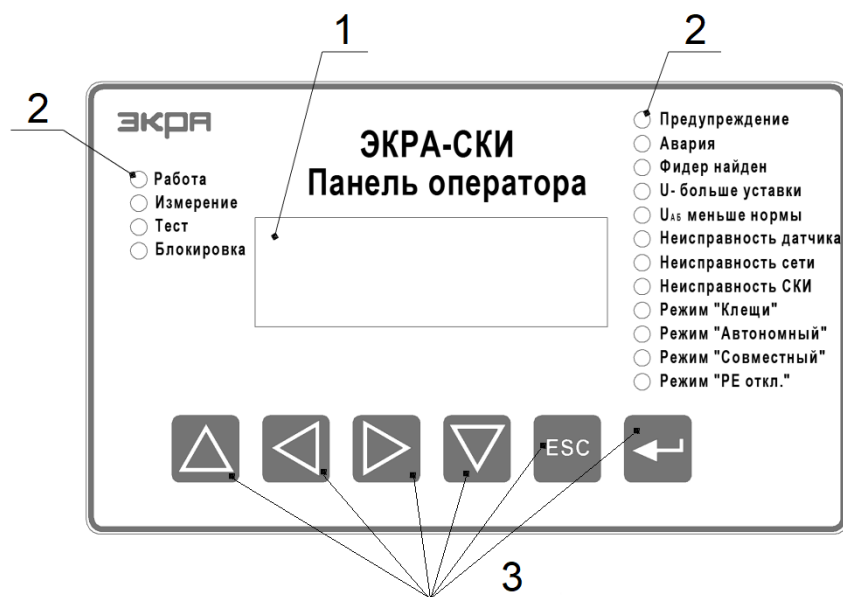 1
2
2
ЭКРА
ЭКРА-СКИ
Панель оператора
Работа
Измерение
Тест
Блокировка
Предупреждение
Авария
Фидер найден
U- больше уставки
UАБ меньше нормы
Неисправность датчика
Неисправность сети
Неисправность СКИ
Режим "Клещи"
Режим "Автономный"
Режим "Совместный"
Режим "РЕ откл."
ESC
3